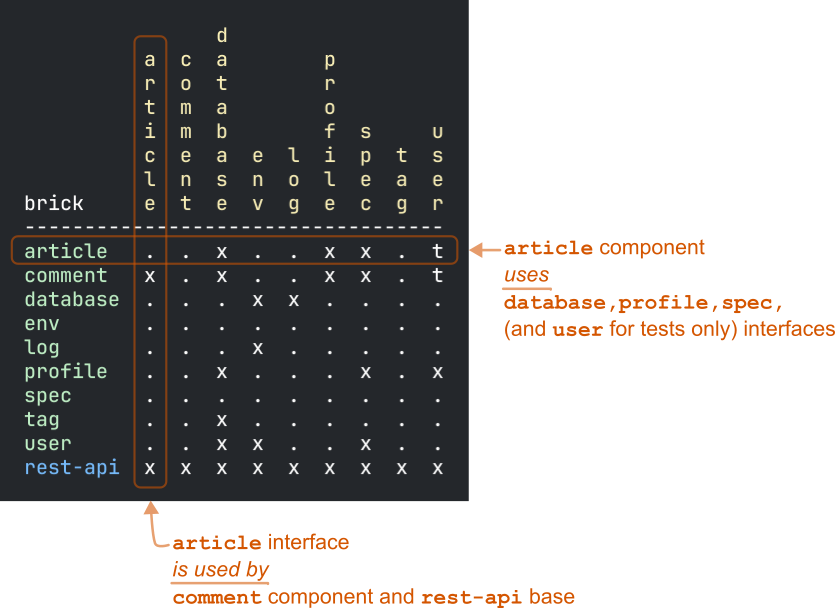 article comment database env log profile spec tag user
brick
-----------------------------------
article . . x . . x x . t
comment x . x . . x x . t
database . . . x x . . . .
env . . . . . . . . .
log . . . x . . . . .
profile . . x . . . x . x
spec . . . . . . . . .
tag . . x . . . . . .
user . . x x . . x . .
rest-api x x x x x x x x x
article component
uses
database,profile,spec,
(and user for tests only) interfaces
article interface
is used by
comment component and rest-api base